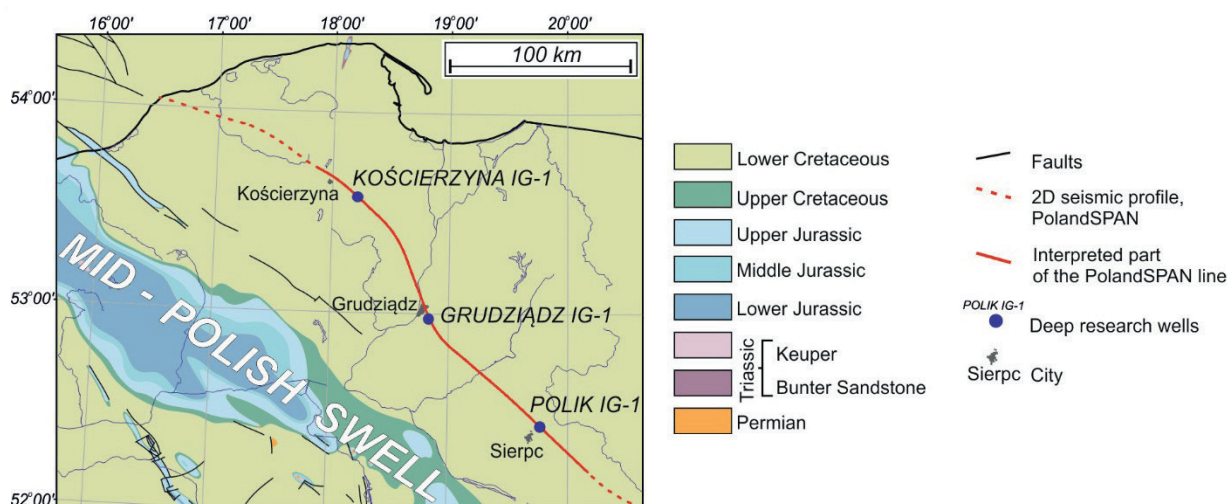 16°00' 17°00' 18°00' 19°00' 20°00'
100 km
54°00'
53°00'
52°00'
KOŚCIERZYNA IG-1
Kościerzyna
Grudziądz
GRUDZIĄDZ IG-1
POLIK IG-1
Sierpc
MID - POLISH SWELL
Lower Cretaceous
Upper Cretaceous
Upper Jurassic
Middle Jurassic
Lower Jurassic
Triassic
Keuper
Bunter Sandstone
Permian
Faults
2D seismic profile,
PolandSPAN
Interpreted part
of the PolandSPAN line
POLIK IG-1
Deep research wells
Sierpc
City